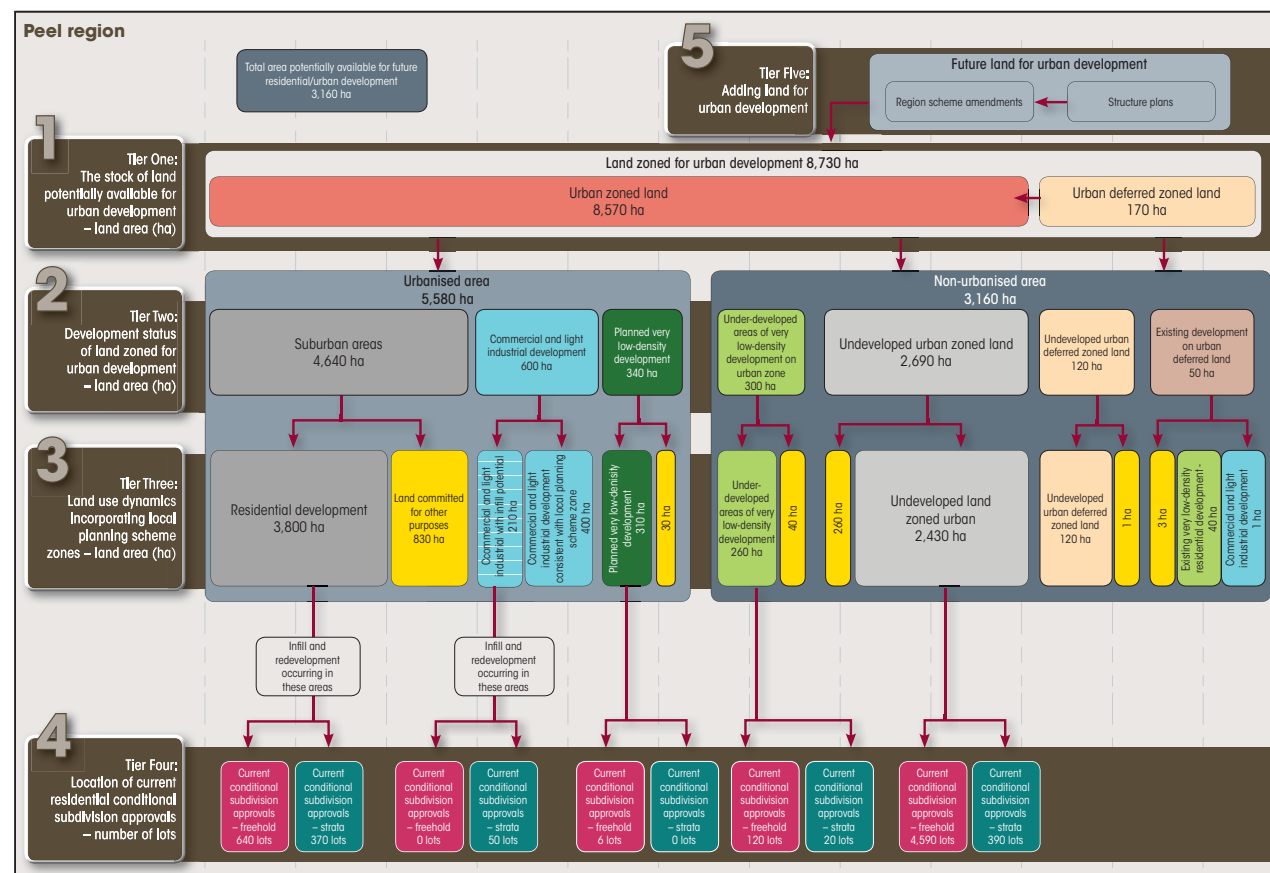 Peel region
Total area potentially available for future
residential/urban development
3,160 ha
5
Tier Five:
Adding land for
urban development
Future land for urban development
Region scheme amendments
Structure plans
1
Tier One:
The stock of land
potentially available for
urban development
– land area (ha)
Land zoned for urban development 8,730 ha
Urban zoned land
8,570 ha
Urban deferred zoned land
170 ha
2
Tier Two:
Development status
of land zoned for
urban development
– land area (ha)
Urbanised area
5,580 ha
Suburban areas
4,640 ha
Commercial and light
industrial development
600 ha
Planned very
low-density
development
340 ha
Non-urbanised area
3,160 ha
Under-developed
areas of very
low-density
development on
urban zone
300 ha
Undeveloped urban zoned land
2,690 ha
Undeveloped urban
deferred zoned land
120 ha
Existing development
on urban
deferred land
50 ha
3
Tier Three:
Land use dynamics
incorporating local
planning scheme
zones – land area (ha)
Residential development
3,800 ha
Land committed
for other
purposes
830 ha
Ccommercial and light
industrial with infill potential
210 ha
Commercial and light
industrial development
consistent with local planning
scheme zone
400 ha
Planned very low-denisity
development
310 ha
30 ha
Under-
developed
areas of very
low-density
development
260 ha
40 ha
260 ha
Undeveloped land
zoned urban
2,430 ha
Undeveloped
urban deferred
zoned land
120 ha
1 ha
3 ha
Existing very low-density
residential development -
40 ha
Commercial and light
industrial development
1 ha
Infill and
redevelopment
occurring in
these areas
Infill and
redevelopment
occurring in
these areas
4
Tier Four:
Location of current
residential conditional
subdivision approvals
– number of lots
Current
conditional
subdivision
approvals
– freehold
640 lots
Current
conditional
subdivision
approvals
– strata
370 lots
Current
conditional
subdivision
approvals
– freehold
0 lots
Current
conditional
subdivision
approvals
– strata
50 lots
Current
conditional
subdivision
approvals
– freehold
6 lots
Current
conditional
subdivision
approvals
– strata
0 lots
Current
conditional
subdivision
approvals
– freehold
120 lots
Current
conditional
subdivision
approvals
– strata
20 lots
Current
conditional
subdivision
approvals
– freehold
4,590 lots
Current
conditional
subdivision
approvals
– strata
390 lots